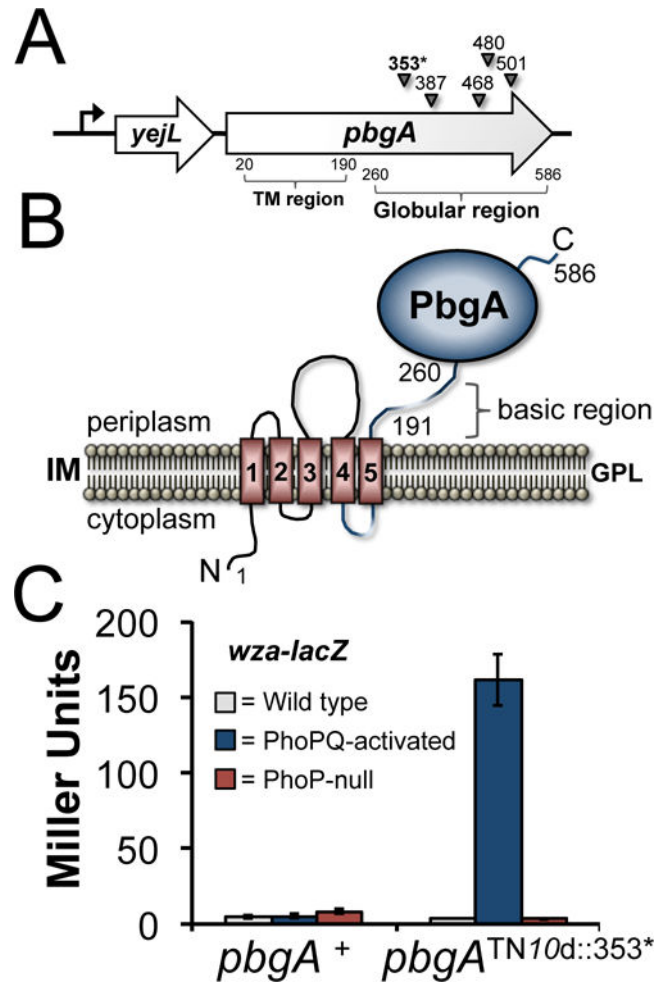 A
480
353* 501
387 468
yejL pbgA
20 190 260 586
TM region
Globular region
B
C
586
PbgA
260
basic region
191
periplasm
IM 1 2 3 4 5 GPL
cytoplasm
N 1
C
200
150
100
50
0
Miller Units
wza-lacZ
= Wild type
= PhoPQ-activated
= PhoP-null
pbgA + pbgA TN10d::353*